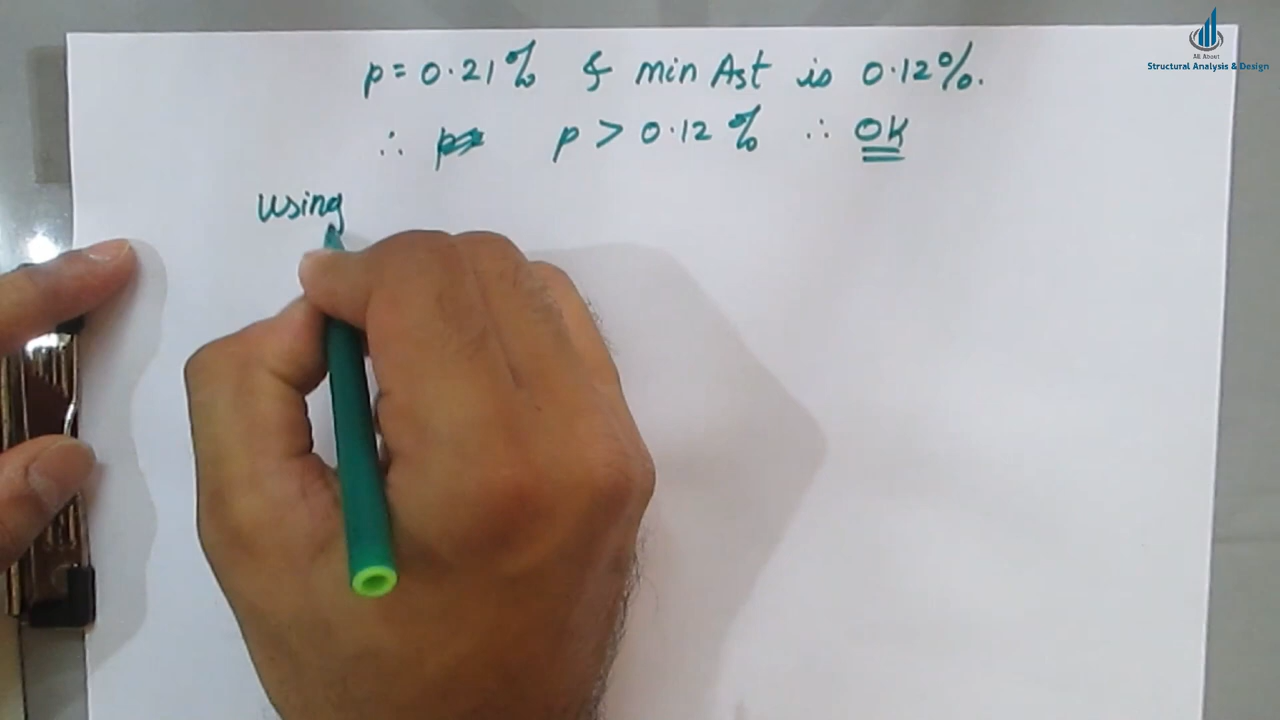 All About
Structural Analysis & Design
p = 0.21% & min Ast is 0.12%.
∴ p > 0.12 % ∴ OK
Using